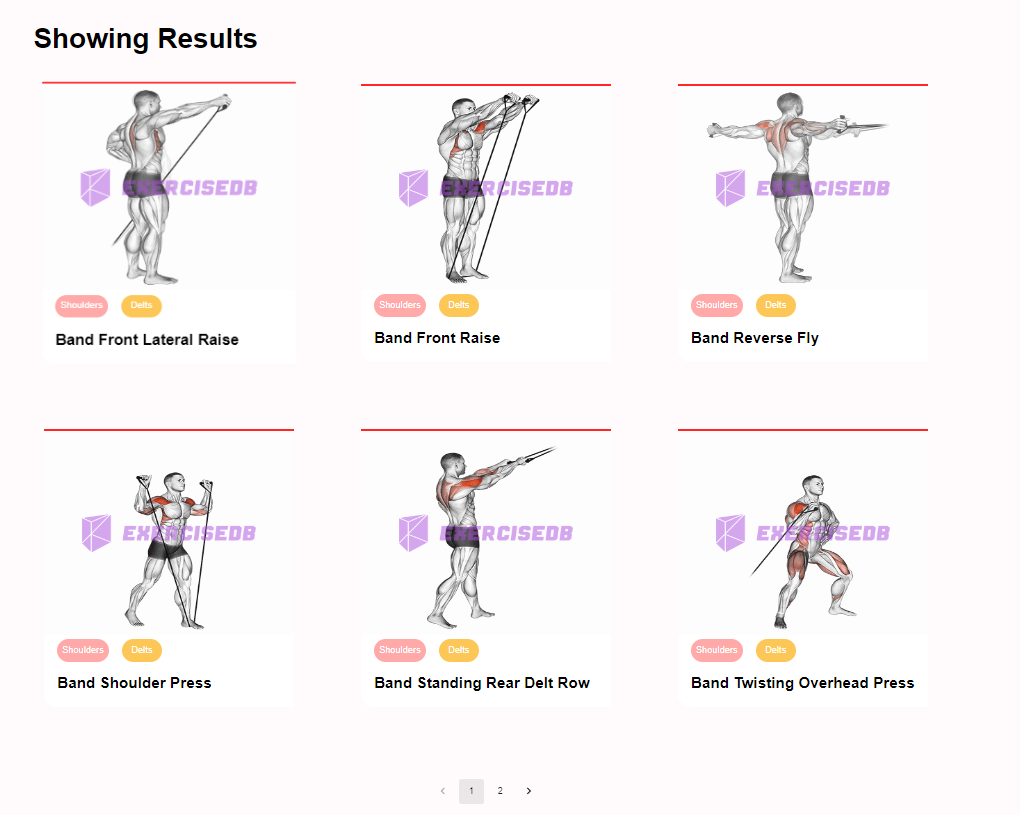 Showing Results
EXERCISEDB
EXERCISEDB
EXERCISEDB
Shoulders Delts
Shoulders Delts
Shoulders Delts
Band Front Lateral Raise
Band Front Raise
Band Reverse Fly
EXERCISEDB
EXERCISEDB
EXERCISEDB
Shoulders Delts
Shoulders Delts
Shoulders Delts
Band Shoulder Press
Band Standing Rear Delt Row
Band Twisting Overhead Press
‹ 1 2 ›